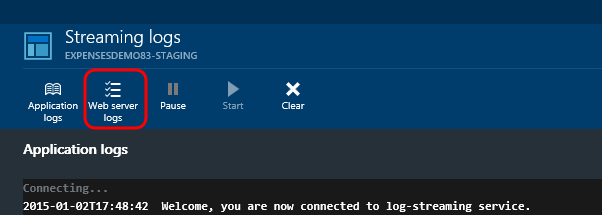 Streaming logs
EXPENSESDEMO83-STAGING
Application logs
Web server logs
Pause
Start
Clear
Application logs
Connecting...
2015-01-02T17:48:42 Welcome, you are now connected to log-streaming service.